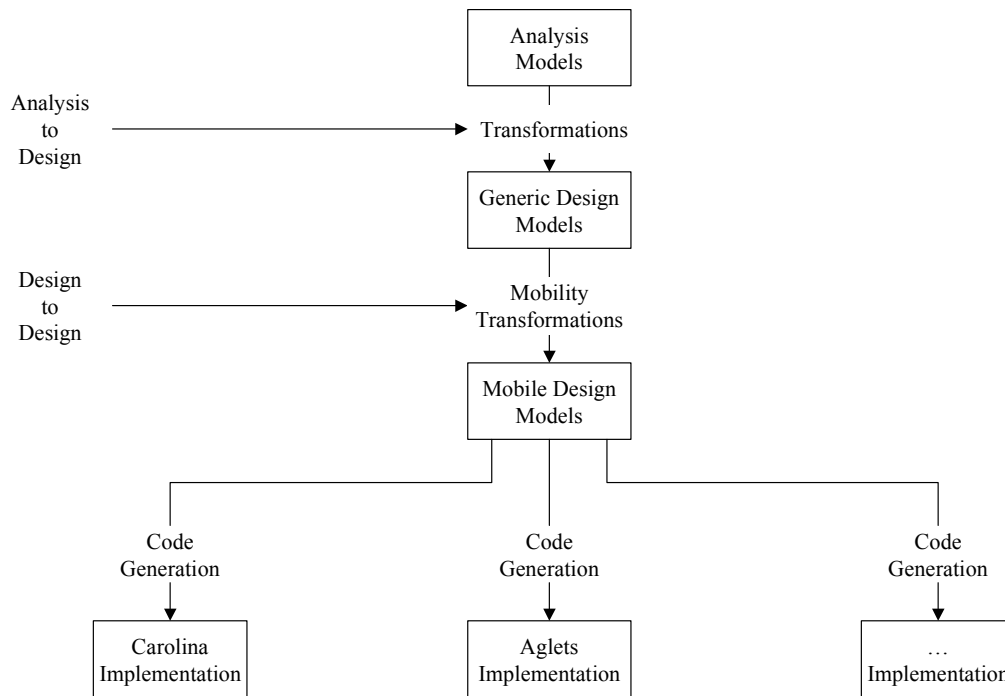 Analysis
Models
Analysis
to
Design
Transformations
Generic Design
Models
Design
to
Design
Mobility
Transformations
Mobile Design
Models
Code
Generation
Code
Generation
Code
Generation
Carolina
Implementation
Aglets
Implementation
…
Implementation